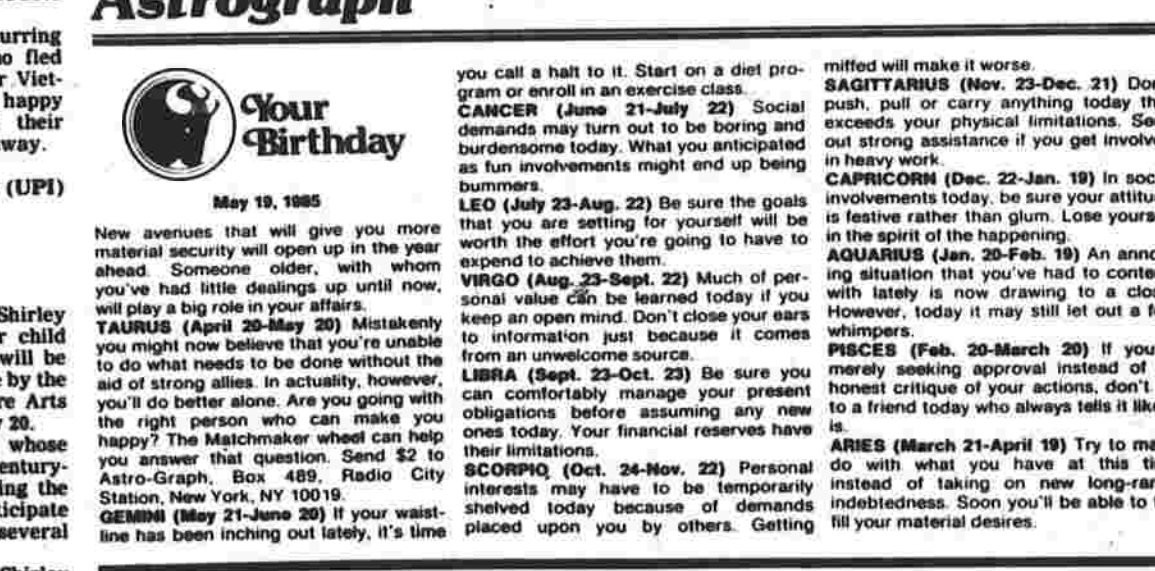 Astrograph
urring
no fled
r Viet-
happy
their
way.
(UPI)
Shirley
r child
will be
e by the
re Arts
y 20.
whose
entury-
ing the
ticipate
several
Shirley
Your
Birthday
May 19, 1985
New avenues that will give you more
material security will open up in the year
ahead. Someone older, with whom
you've had little dealings up until now,
will play a big role in your affairs.
TAURUS (April 20-May 20) Mistakenly
you might now believe that you're unable
to do what needs to be done without the
aid of strong allies. In actuality, however,
you'll do better alone. Are you going with
the right person who can make you
happy? The Matchmaker wheel can help
you answer that question. Send $2 to
Astro-Graph, Box 489, Radio City
Station, New York, NY 10019.
GEMINI (May 21-June 20) If your waist-
line has been inching out lately, it's time
you call a halt to it. Start on a diet pro-
gram or enroll in an exercise class.
CANCER (June 21-July 22) Social
demands may turn out to be boring and
burdensome today. What you anticipated
as fun involvements might end up being
bummers.
LEO (July 23-Aug. 22) Be sure the goals
that you are setting for yourself will be
worth the effort you're going to have to
expend to achieve them.
VIRGO (Aug. 23-Sept. 22) Much of per-
sonal value can be learned today if you
keep an open mind. Don't close your ears
to information just because it comes
from an unwelcome source.
LIBRA (Sept. 23-Oct. 23) Be sure you
can comfortably manage your present
obligations before assuming any new
ones today. Your financial reserves have
their limitations.
SCORPIO (Oct. 24-Nov. 22) Personal
interests may have to be temporarily
shelved today because of demands
placed upon you by others. Getting
miffed will make it worse.
SAGITTARIUS (Nov. 23-Dec. 21) Don
push, pull or carry anything today th
exceeds your physical limitations. See
out strong assistance if you get involve
in heavy work.
CAPRICORN (Dec. 22-Jan. 19) In soci
involvements today, be sure your attitu
is festive rather than glum. Lose yourse
in the spirit of the happening.
AQUARIUS (Jan. 20-Feb. 19) An anno
ing situation that you've had to conte
with lately is now drawing to a clos
However, today it may still let out a fe
whimpers.
PISCES (Feb. 20-March 20) If you
merely seeking approval instead of
honest critique of your actions, don't
to a friend today who always tells it like
is.
ARIES (March 21-April 19) Try to ma
do with what you have at this ti
instead of taking on new long-ran
indebtedness. Soon you'll be able to f
fill your material desires.